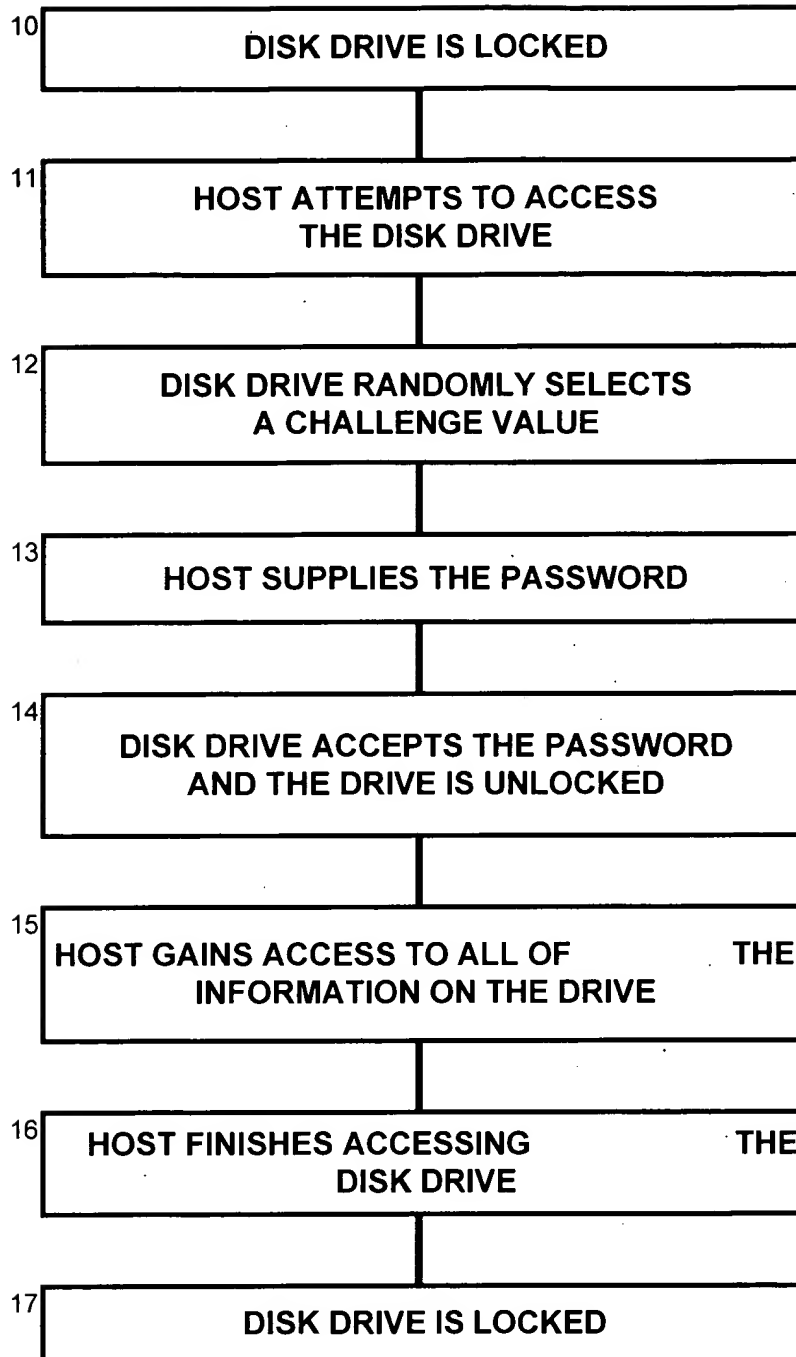 10
DISK DRIVE IS LOCKED
11
HOST ATTEMPTS TO ACCESS
THE DISK DRIVE
12
DISK DRIVE RANDOMLY SELECTS
A CHALLENGE VALUE
13
HOST SUPPLIES THE PASSWORD
14
DISK DRIVE ACCEPTS THE PASSWORD
AND THE DRIVE IS UNLOCKED
15
HOST GAINS ACCESS TO ALL OF THE
INFORMATION ON THE DRIVE
16
HOST FINISHES ACCESSING THE
DISK DRIVE
17
DISK DRIVE IS LOCKED